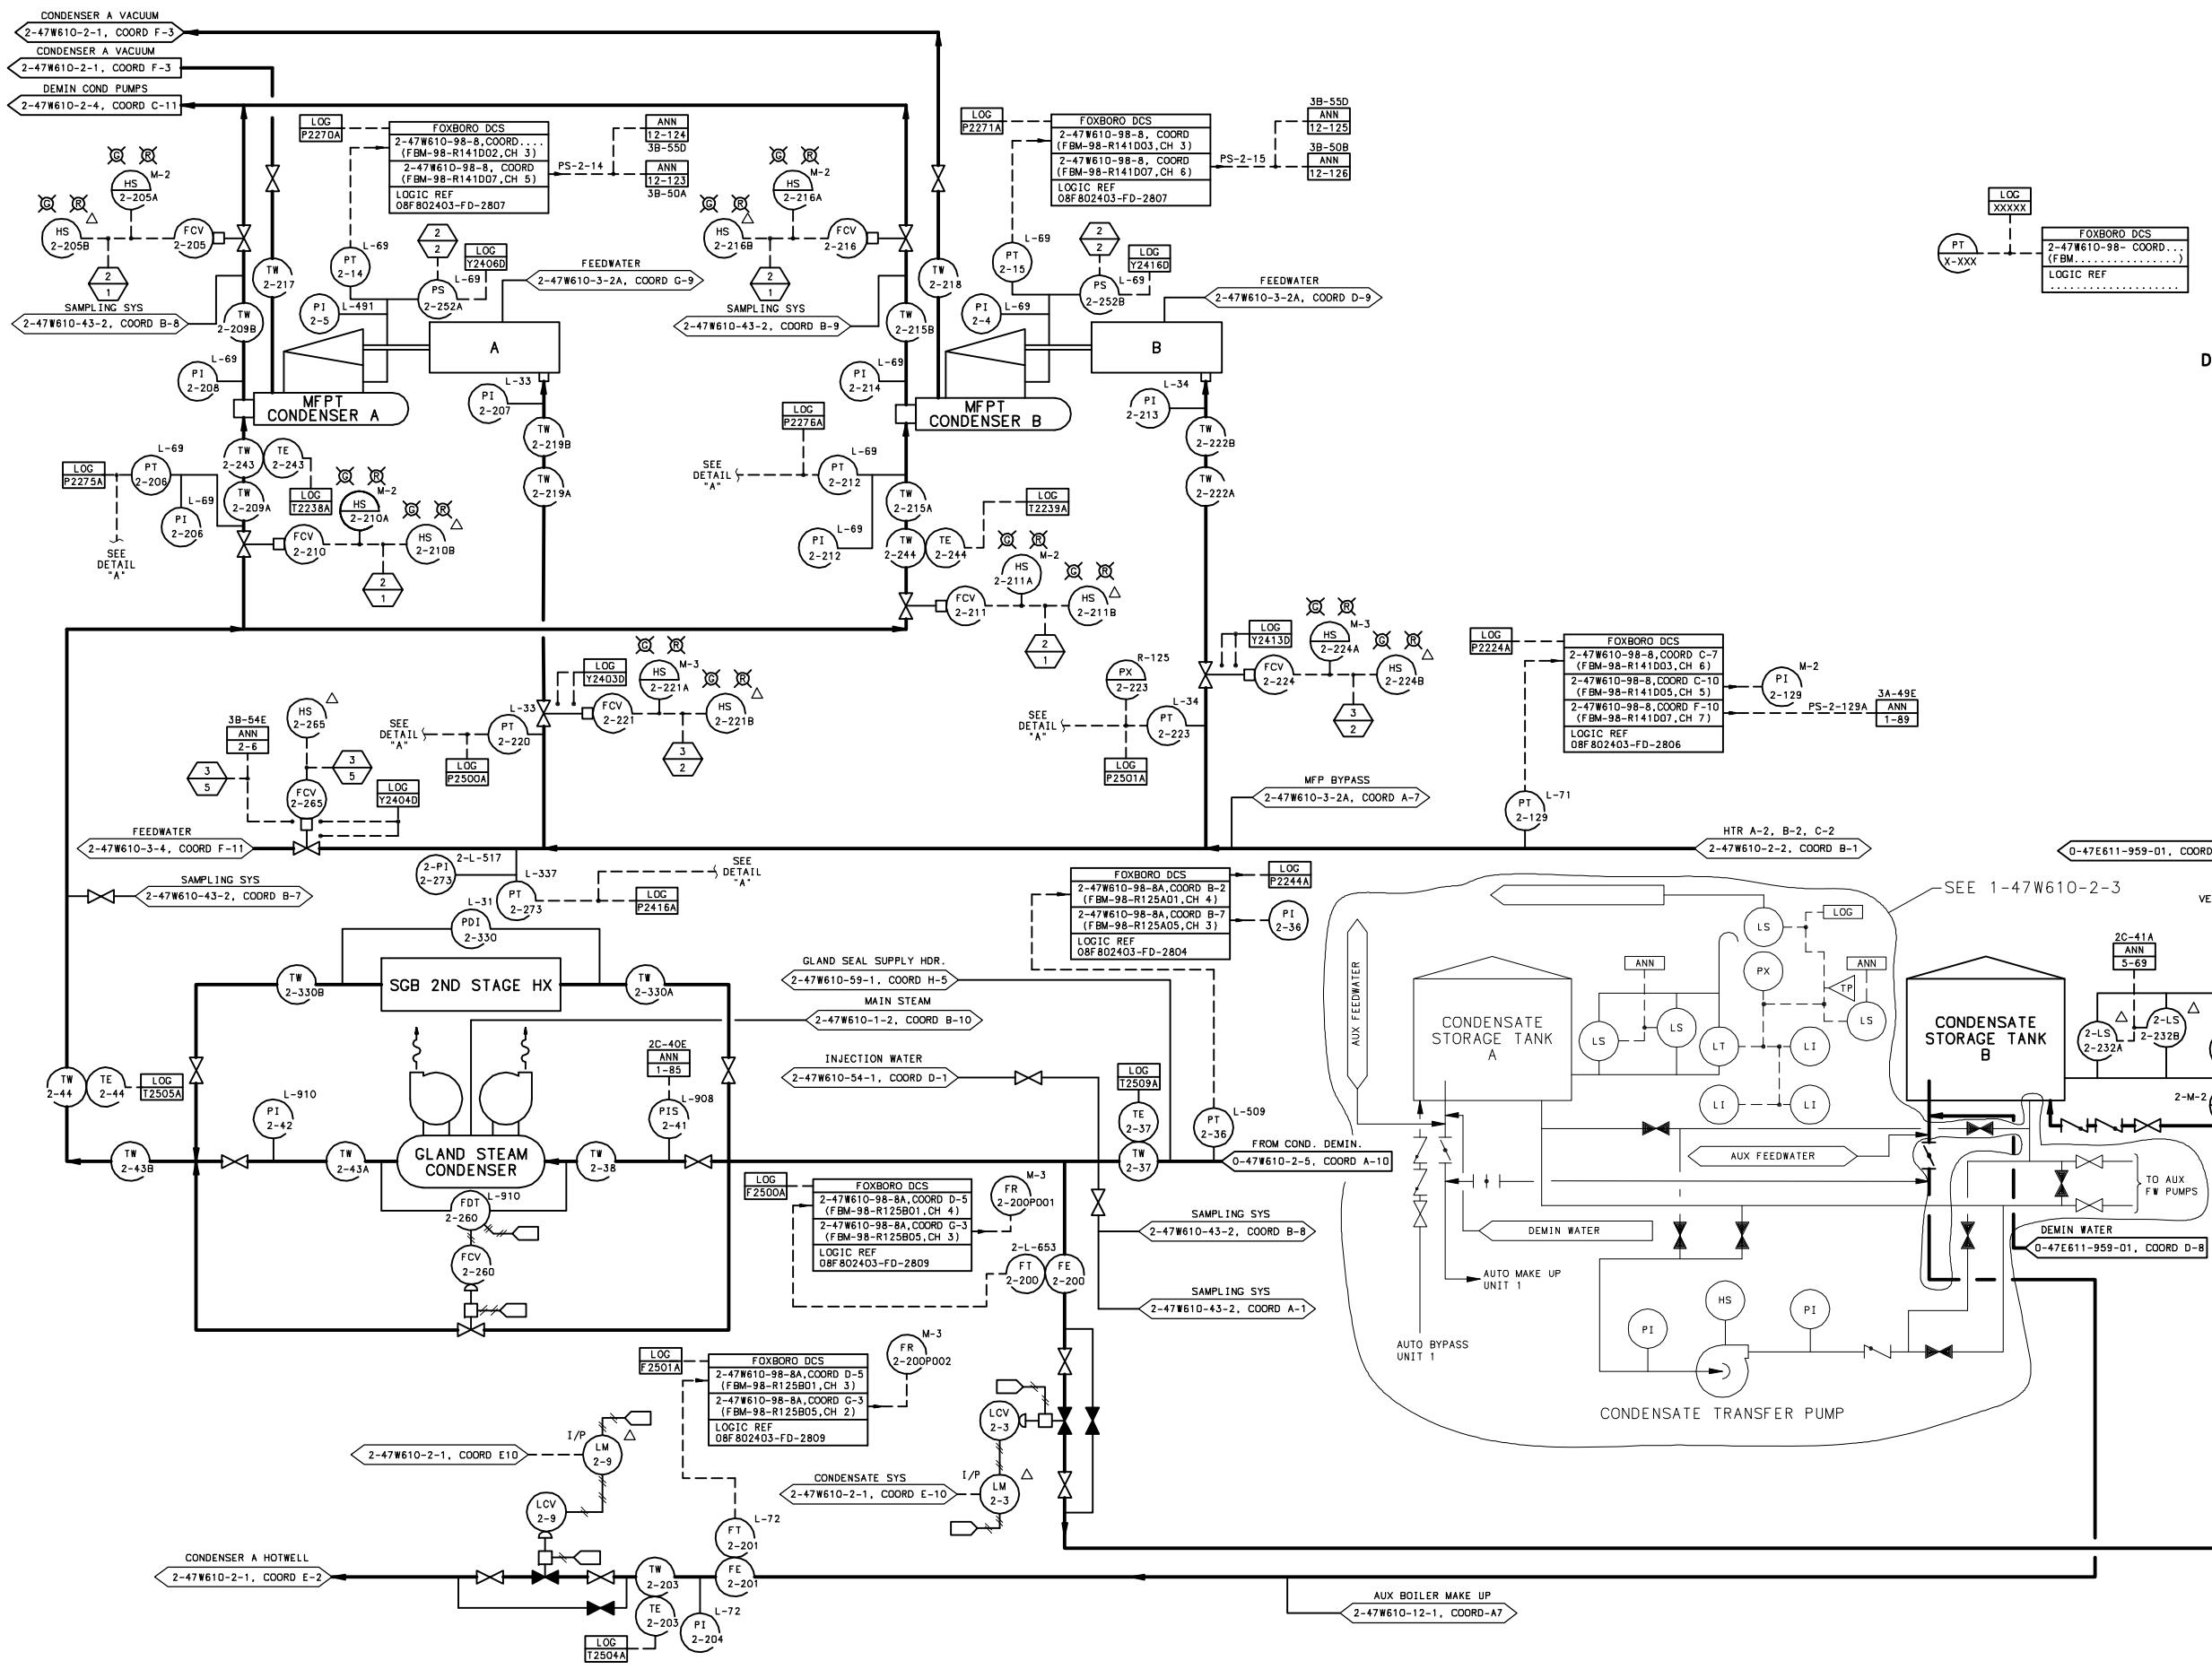 CONDENSER A VACUUM
2-47W610-2-1, COORD F-3
CONDENSER A VACUUM
2-47W610-2-1, COORD F-3
DEMIN COND PUMPS
2-47W610-2-4, COORD C-11
G R
HS
2-205A
M-2
G R
HS
2-205B
FCV
2-205
2
1
SAMPLING SYS
2-47W610-43-2, COORD B-8
TW
2-209B
TW
2-217
L-69
PI
2-208
LOG
P2270A
FOXBORO DCS
2-47W610-98-8,COORD....
(FBM-98-R141D02,CH 3)
2-47W610-98-8, COORD
(FBM-98-R141D07,CH 5)
LOGIC REF
08F802403-FD-2807
PS-2-14
ANN
12-124
3B-55D
ANN
12-123
3B-50A
L-69
PT
2-14
2
2
LOG
Y2406D
L-69
PS
2-252A
L-491
PI
2-5
FEEDWATER
2-47W610-3-2A, COORD G-9
A
MFPT
CONDENSER A
L-33
PI
2-207
TW
2-219B
TW
2-219A
LOG
P2275A
L-69
PT
2-206
L-69
PI
2-206
SEE
DETAIL
"A"
TW
2-243
TE
2-243
LOG
T2238A
TW
2-209A
FCV
2-210
G R
HS
2-210A
M-2
G R
HS
2-210B
2
1
G R
HS
2-216A
M-2
G R
HS
2-216B
FCV
2-216
2
1
SAMPLING SYS
2-47W610-43-2, COORD B-9
TW
2-215B
TW
2-218
L-69
PI
2-214
LOG
P2271A
FOXBORO DCS
2-47W610-98-8, COORD
(FBM-98-R141D03,CH 3)
2-47W610-98-8, COORD
(FBM-98-R141D07,CH 6)
LOGIC REF
08F802403-FD-2807
PS-2-15
3B-55D
ANN
12-125
3B-50B
ANN
12-126
L-69
PT
2-15
2
2
LOG
Y2416D
L-69
PS
2-252B
L-69
PI
2-4
FEEDWATER
2-47W610-3-2A, COORD D-9
B
MFPT
CONDENSER B
L-34
PI
2-213
TW
2-222B
TW
2-222A
LOG
P2276A
SEE
DETAIL
"A"
L-69
PT
2-212
L-69
PI
2-212
TW
2-215A
TW
2-244
TE
2-244
LOG
T2239A
FCV
2-211
G R
HS
2-211A
M-2
G R
HS
2-211B
2
1
LOG
XXXXX
PT
X-XXX
FOXBORO DCS
2-47W610-98- COORD...
(FBM................)
LOGIC REF
...................
D
3B-54E
ANN
2-6
3
5
HS
2-265
3
5
FCV
2-265
LOG
Y2404D
FEEDWATER
2-47W610-3-4, COORD F-11
SEE
DETAIL
"A"
L-33
PT
2-220
LOG
P2500A
LOG
Y2403D
FCV
2-221
G R
HS
2-221A
M-3
G R
HS
2-221B
3
2
R-125
PX
2-223
L-34
PT
2-223
SEE
DETAIL
"A"
LOG
P2501A
LOG
Y2413D
FCV
2-224
G R
HS
2-224A
M-3
G R
HS
2-224B
3
2
MFP BYPASS
2-47W610-3-2A, COORD A-7
LOG
P2224A
FOXBORO DCS
2-47W610-98-8,COORD C-7
(FBM-98-R141D03,CH 6)
2-47W610-98-8,COORD C-10
(FBM-98-R141D05,CH 5)
2-47W610-98-8,COORD F-10
(FBM-98-R141D07,CH 7)
LOGIC REF
08F802403-FD-2806
M-2
PI
2-129
PS-2-129A
3A-49E
ANN
1-89
L-71
PT
2-129
HTR A-2, B-2, C-2
2-47W610-2-2, COORD B-1
0-47E611-959-01, COORD
SAMPLING SYS
2-47W610-43-2, COORD B-7
2-L-517
2-PI
2-273
L-337
PT
2-273
LOG
P2416A
SEE
DETAIL
"A"
L-31
PDI
2-330
TW
2-330B
SGB 2ND STAGE HX
TW
2-330A
GLAND SEAL SUPPLY HDR.
2-47W610-59-1, COORD H-5
MAIN STEAM
2-47W610-1-2, COORD B-10
INJECTION WATER
2-47W610-54-1, COORD D-1
FOXBORO DCS
2-47W610-98-8A,COORD B-2
(FBM-98-R125A01,CH 4)
2-47W610-98-8A,COORD B-7
(FBM-98-R125A05,CH 3)
LOGIC REF
08F802403-FD-2804
LOG
P2244A
PI
2-36
TW
2-44
TE
2-44
LOG
T2505A
L-910
PI
2-42
TW
2-43B
TW
2-43A
GLAND STEAM
CONDENSER
TW
2-38
2C-40E
ANN
1-85
L-908
PIS
2-41
LOG
T2509A
TE
2-37
TW
2-37
L-509
PT
2-36
FROM COND. DEMIN.
0-47W610-2-5, COORD A-10
L-910
FDT
2-260
FCV
2-260
LOG
F2500A
FOXBORO DCS
2-47W610-98-8A,COORD D-5
(FBM-98-R125B01,CH 4)
2-47W610-98-8A,COORD G-3
(FBM-98-R125B05,CH 3)
LOGIC REF
08F802403-FD-2809
M-3
FR
2-200P001
2-L-653
FT
2-200
FE
2-200
SAMPLING SYS
2-47W610-43-2, COORD B-8
SAMPLING SYS
2-47W610-43-2, COORD A-1
LOG
F2501A
FOXBORO DCS
2-47W610-98-8A,COORD D-5
(FBM-98-R125B01,CH 3)
2-47W610-98-8A,COORD G-3
(FBM-98-R125B05,CH 2)
LOGIC REF
08F802403-FD-2809
M-3
FR
2-200P002
LCV
2-3
I/P
LM
2-3
CONDENSATE SYS
2-47W610-2-1, COORD E-10
2-47W610-2-1, COORD E10
I/P
LM
2-9
LCV
2-9
CONDENSER A HOTWELL
2-47W610-2-1, COORD E-2
L-72
FT
2-201
FE
2-201
TW
2-203
TE
2-203
LOG
T2504A
L-72
PI
2-204
AUX BOILER MAKE UP
2-47W610-12-1, COORD-A7
SEE 1-47W610-2-3
VE
AUX FEEDWATER
CONDENSATE
STORAGE TANK
A
LS
LOG
ANN
PX
ANN
TP
LS
LS
LS
LT
LI
LI
LI
CONDENSATE
STORAGE TANK
B
2C-41A
ANN
5-69
2-LS
2-232A
2-LS
2-232B
2-M-2
AUX FEEDWATER
TO AUX
FW PUMPS
DEMIN WATER
DEMIN WATER
0-47E611-959-01, COORD D-8
AUTO MAKE UP
UNIT 1
AUTO BYPASS
UNIT 1
PI
HS
PI
CONDENSATE TRANSFER PUMP